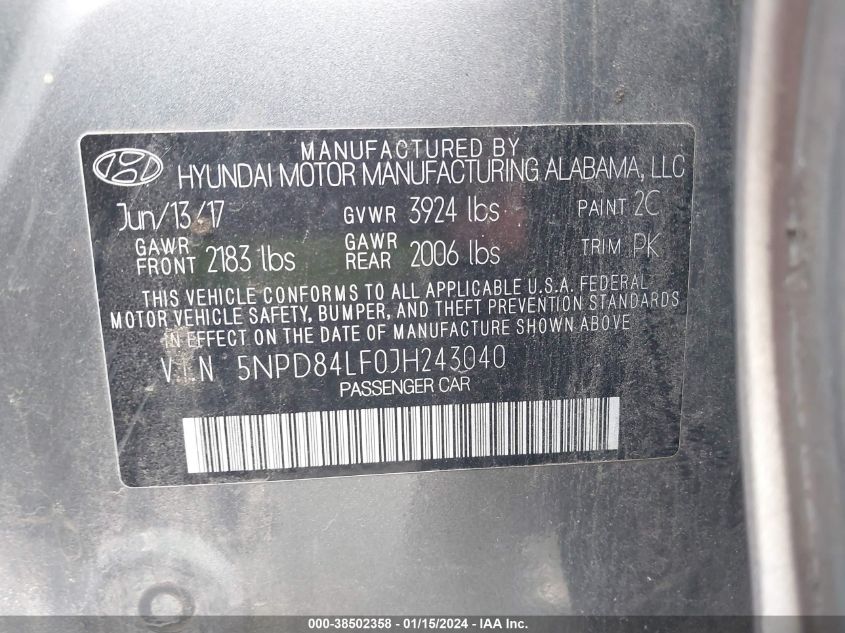 MANUFACTURED BY
HYUNDAI MOTOR MANUFACTURING ALABAMA, LLC
Jun/13/17 GVWR 3924 lbs PAINT 2C
GAWR FRONT 2183 lbs GAWR REAR 2006 lbs TRIM PK
THIS VEHICLE CONFORMS TO ALL APPLICABLE U.S.A. FEDERAL
MOTOR VEHICLE SAFETY, BUMPER, AND THEFT PREVENTION STANDARDS
IN EFFECT ON THE DATE OF MANUFACTURE SHOWN ABOVE.
V.I.N 5NPD84LF0JH243040
PASSENGER CAR
000-38502358 - 01/15/2024 - IAA Inc.